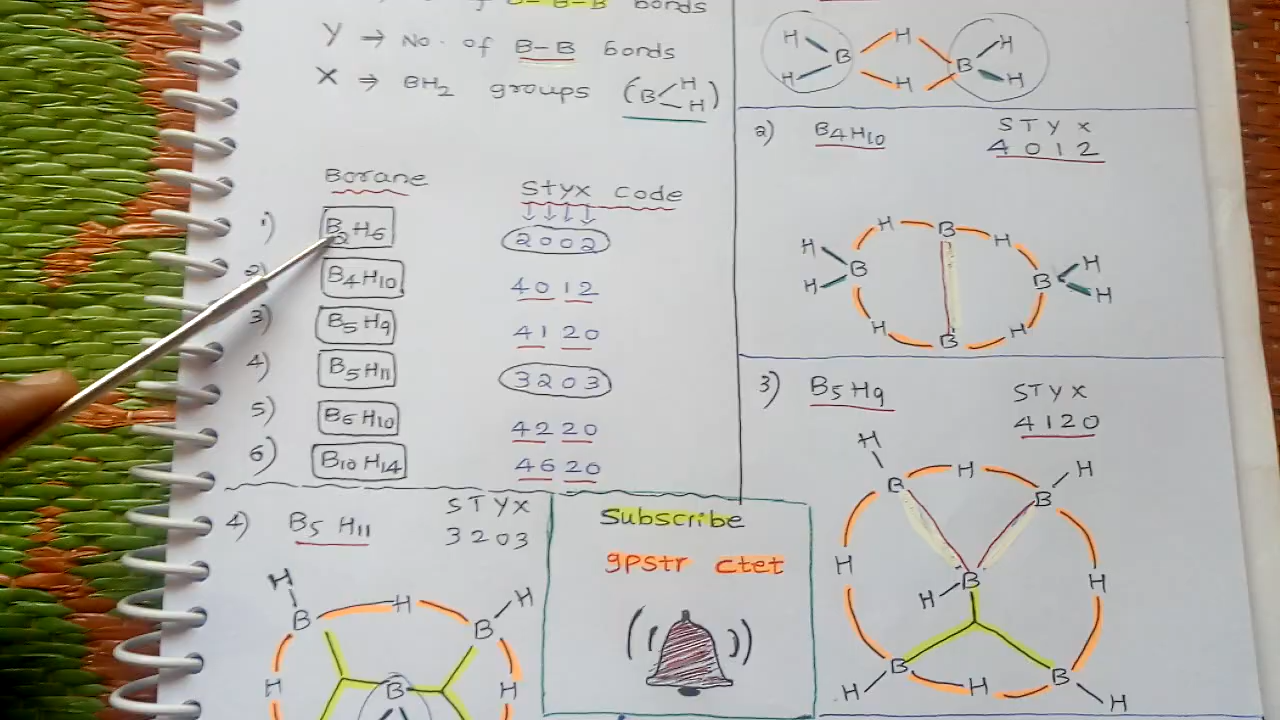 B-B-B bonds
Y → No. of B-B bonds
X → BH2 groups (B H H)
Borane Styx code
1) B2H6 2002
2) B4H10 4012
3) B5H9 4120
4) B5H11 3203
5) B6H10 4220
6) B10H14 4620
4) B5H11 STYX
3203
H
B H B H
H H
B
Subscribe
gpstr ctet
H H H
B B
H H H
2) B4H10 STYX
4012
H B H
H B B H
H H
H B H
3) B5H9 STYX
4120
H
B H B H
H B H
H
B H B
H H